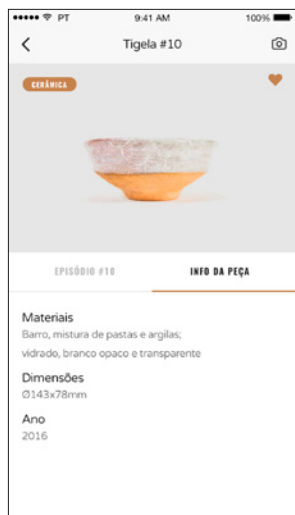 PT 9:41 AM 100%
Tigela #10
CERÂMICA
EPISÓDIO #10 INFO DA PEÇA
Materiais
Barro, mistura de pastas e argilas;
vidrado, branco opaco e transparente
Dimensões
Ø143x78mm
Ano
2016